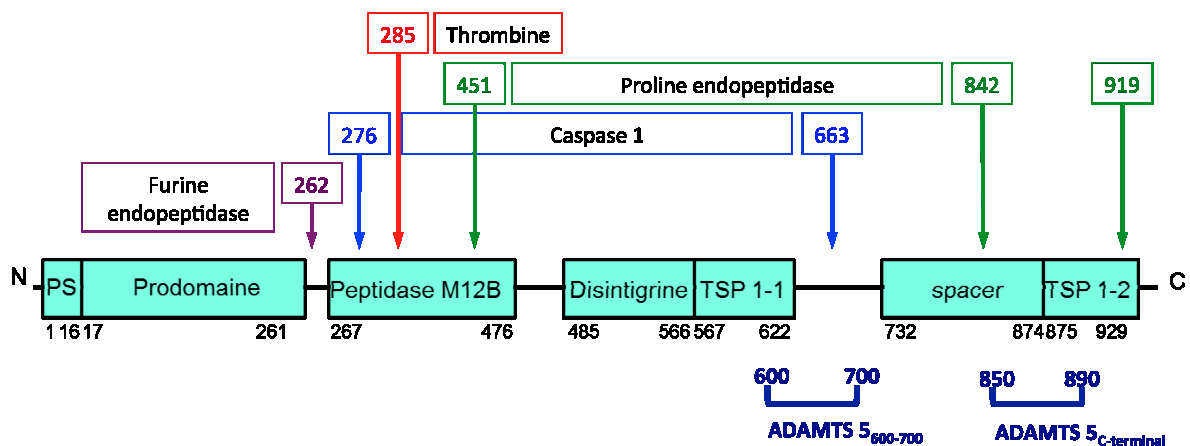 285 Thrombine
451 Proline endopeptidase 842 919
276 Caspase 1 663
Furine
endopeptidase
262
N PS Prodomaine Peptidase M12B Disintigrine TSP 1-1 spacer TSP 1-2 C
1 16 17 261 267 476 485 566 567 622 732 874 875 929
600 700 850 890
ADAMTS 5600-700 ADAMTS 5C-terminal